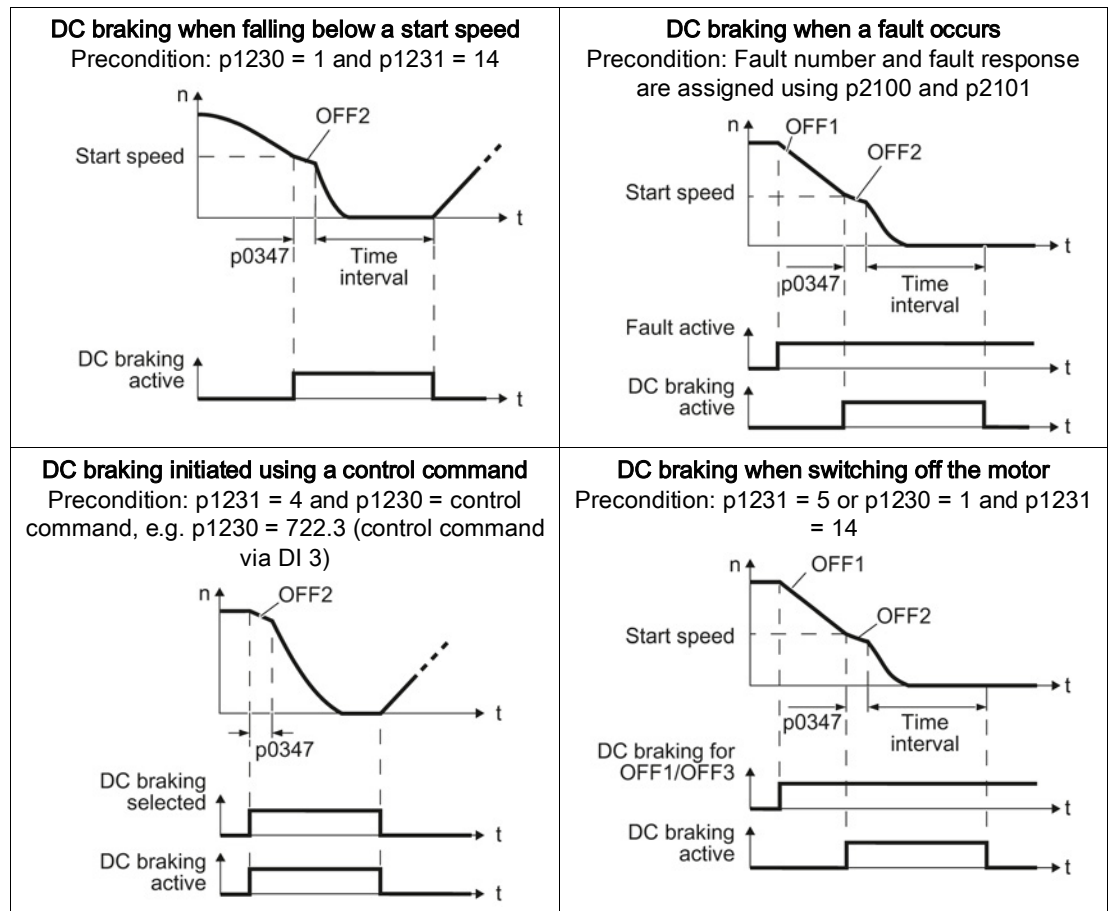 DC braking when falling below a start speed
Precondition: p1230 = 1 and p1231 = 14
n
OFF2
Start speed
t
p0347
Time
interval
DC braking
active
t
DC braking when a fault occurs
Precondition: Fault number and fault response
are assigned using p2100 and p2101
n
OFF1
OFF2
Start speed
t
p0347
Time
interval
Fault active
t
DC braking
active
t
DC braking initiated using a control command
Precondition: p1231 = 4 and p1230 = control
command, e.g. p1230 = 722.3 (control command
via DI 3)
n
OFF2
t
p0347
DC braking
selected
t
DC braking
active
t
DC braking when switching off the motor
Precondition: p1231 = 5 or p1230 = 1 and p1231
= 14
n
OFF1
Start speed
OFF2
t
p0347
Time
interval
DC braking for
OFF1/OFF3
t
DC braking
active
t